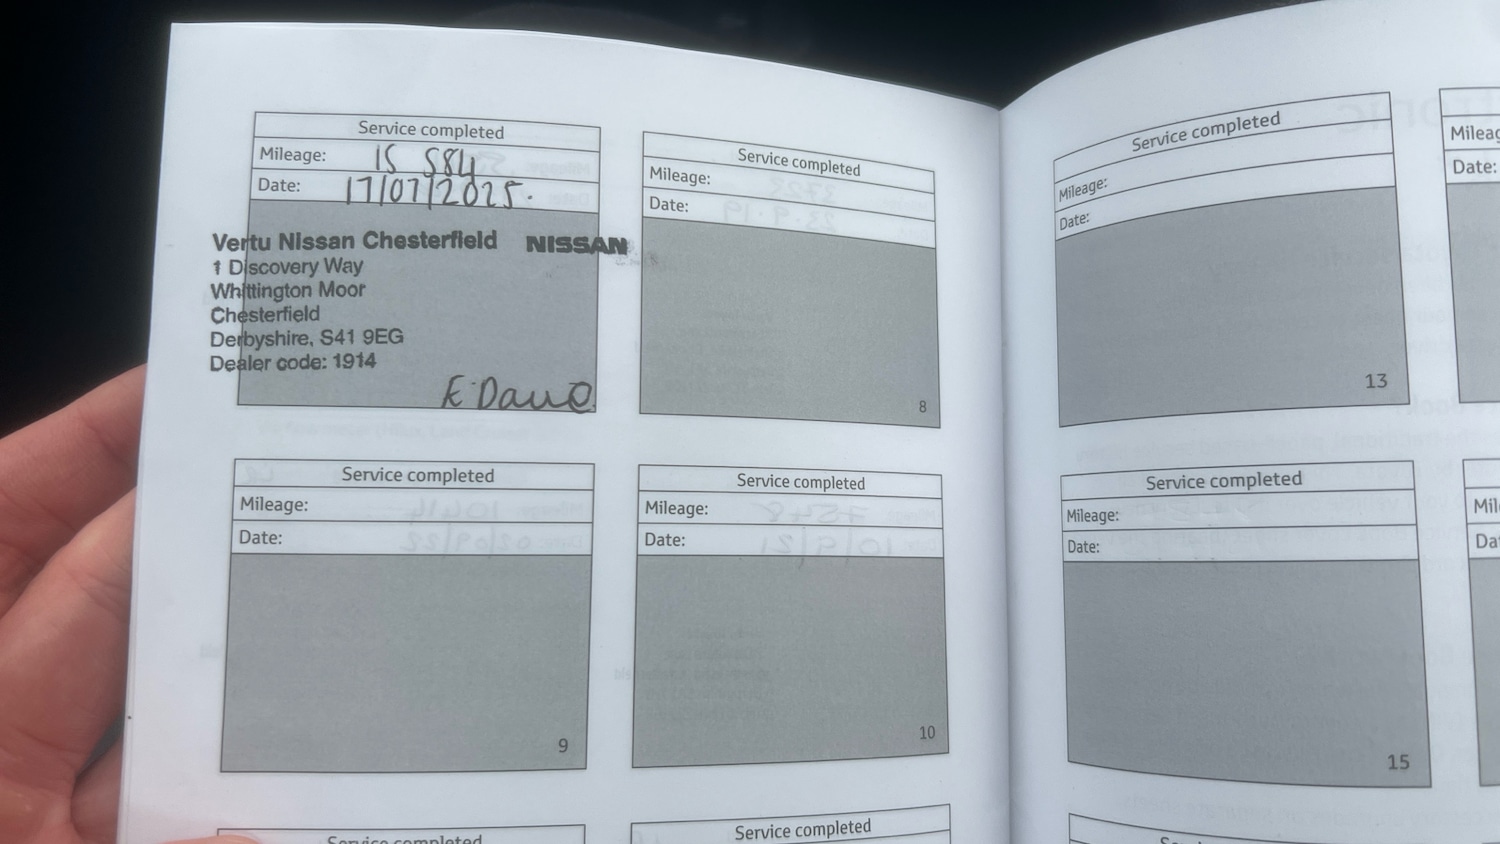 Service completed
Mileage: 15 584
Date: 17/07/2025.
Vertu Nissan Chesterfield NISSAN
1 Discovery Way
Whittington Moor
Chesterfield
Derbyshire, S41 9EG
Dealer code: 1914
Service completed
Mileage:
Date:
8
Service completed
Mileage:
Date:
9
Service completed
Mileage:
Date:
10
Service completed
Service completed
Service completed
Mileage:
Date:
13
Mileag
Date:
Service completed
Mileage:
Date:
15
Mil
Da